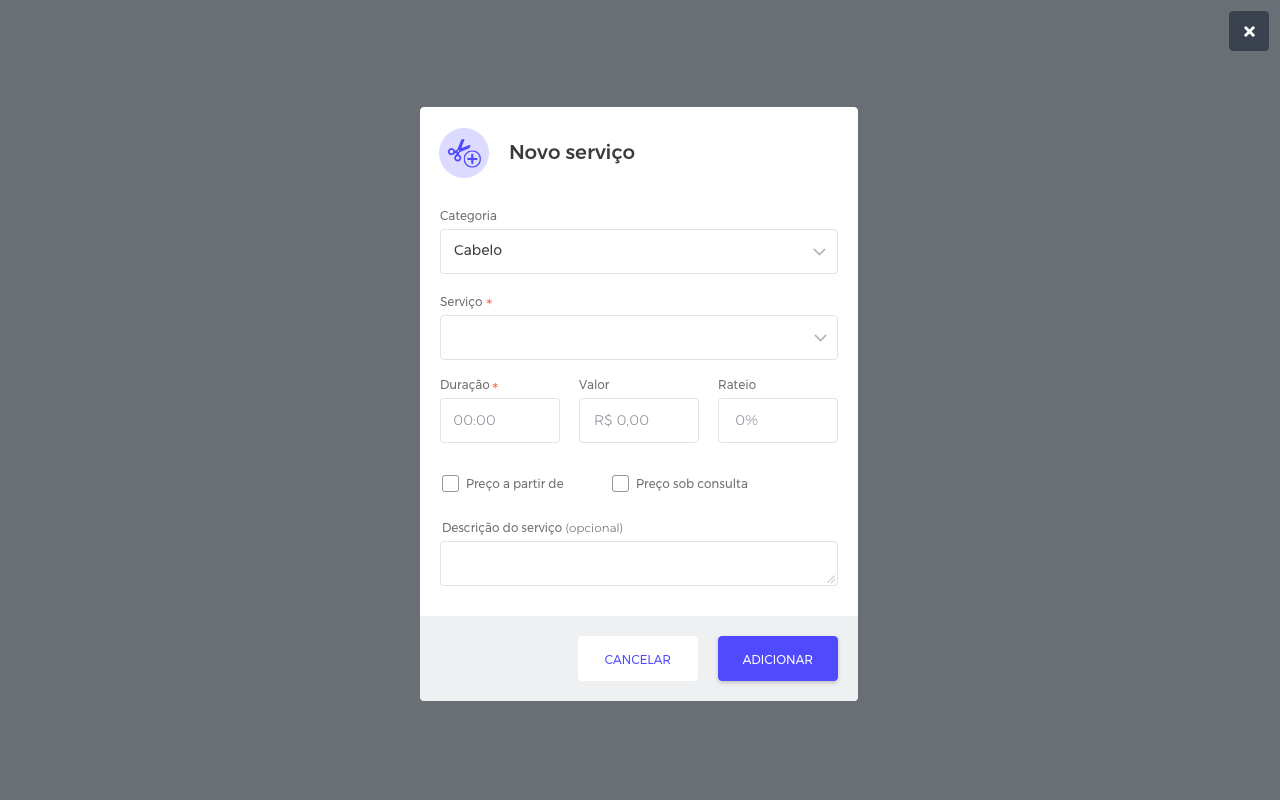 Novo serviço
Categoria
Cabelo
Serviço *
Duração * Valor Rateio
00:00 R$ 0,00 0%
Preço a partir de Preço sob consulta
Descrição do serviço (opcional)
CANCELAR ADICIONAR